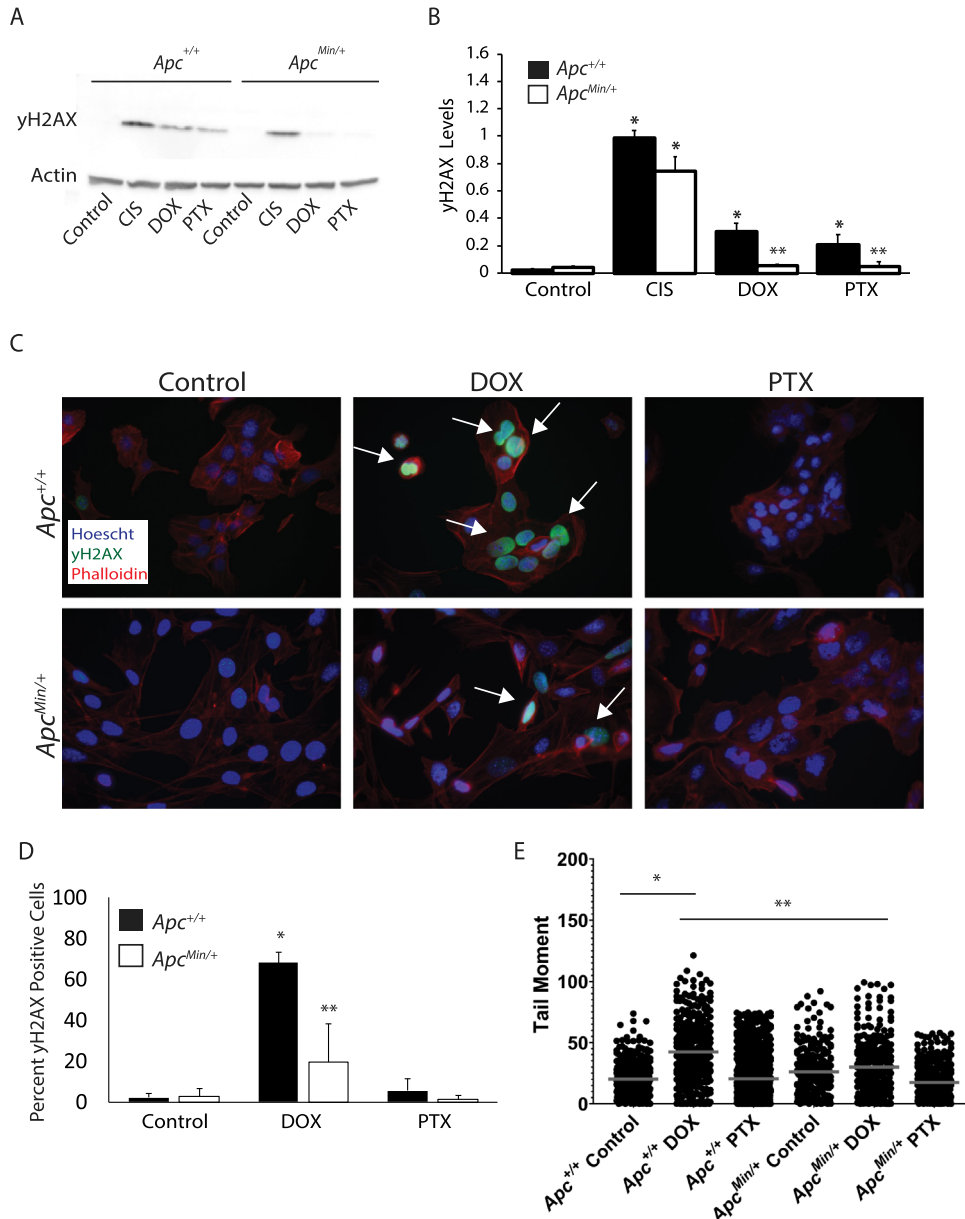 A
Apc+/+ ApcMin/+
yH2AX
Actin
Control CIS DOX PTX Control CIS DOX PTX
B
yH2AX Levels
1.6
1.4
1.2
1
0.8
0.6
0.4
0.2
0
Apc+/+
ApcMin/+
* * * ** * **
Control CIS DOX PTX
C
Control DOX PTX
Apc+/+
Hoescht
yH2AX
Phalloidin
ApcMin/+
D
Percent yH2AX Positive Cells
100
80
60
40
20
0
Apc+/+
ApcMin/+
* **
Control DOX PTX
E
Tail Moment
200
150
100
50
0
* **
Apc+/+ Control
Apc+/+ DOX
Apc+/+ PTX
ApcMin/+ Control
ApcMin/+ DOX
ApcMin/+ PTX